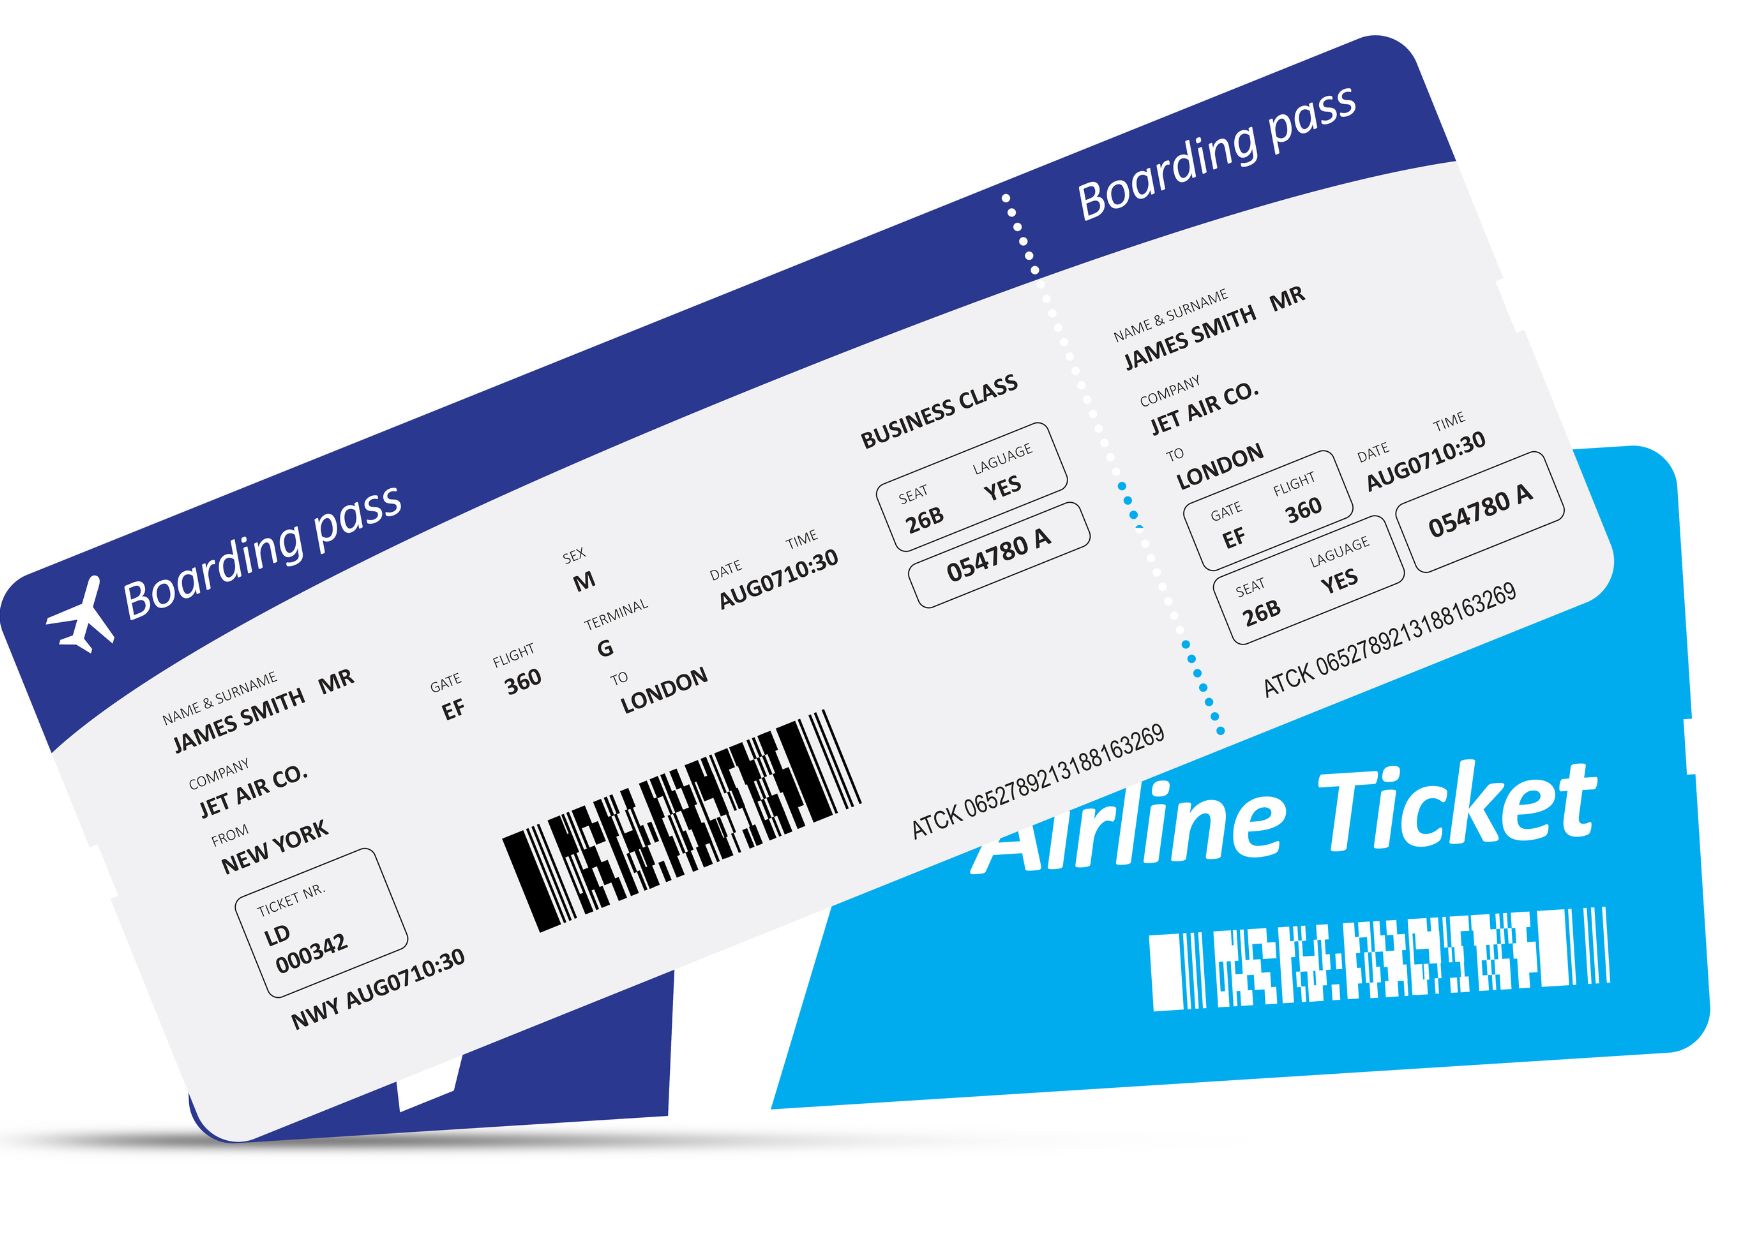 Boarding pass
NAME & SURNAME
JAMES SMITH MR
COMPANY
JET AIR CO.
FROM
NEW YORK
TICKET NR.
LD
000342
NWY AUG0710:30
GATE FLIGHT
EF 360
SEX
M
TERMINAL
G
TO
LONDON
DATE TIME
AUG0710:30
BUSINESS CLASS
SEAT LAGUAGE
26B YES
054780 A
ATCK 0652789213188163269
Boarding pass
NAME & SURNAME
JAMES SMITH MR
COMPANY
JET AIR CO.
TO
LONDON
DATE TIME
AUG0710:30
GATE FLIGHT
EF 360
SEAT LAGUAGE
26B YES
054780 A
ATCK 0652789213188163269
Airline Ticket